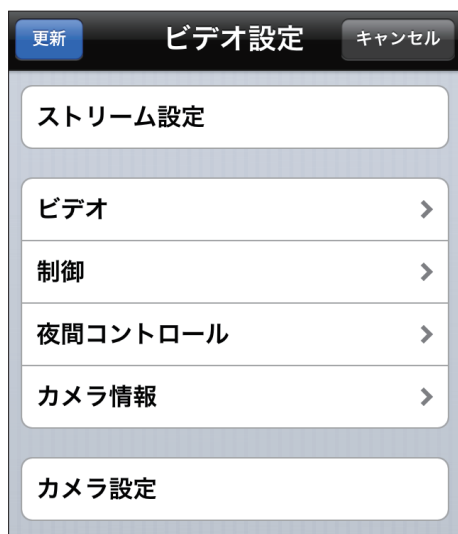 更新
ビデオ設定
キャンセル
ストリーム設定
ビデオ
制御
夜間コントロール
カメラ情報
カメラ設定